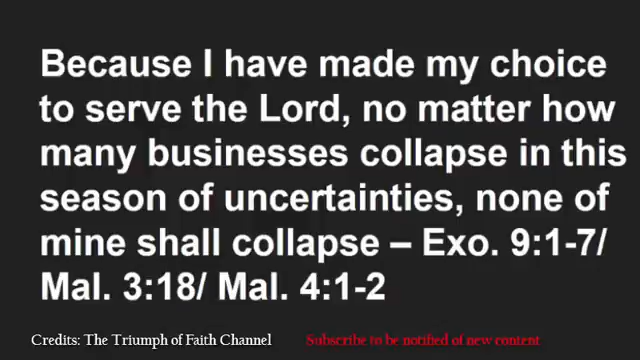 Because I have made my choice
to serve the Lord, no matter how
many businesses collapse in this
season of uncertainties, none of
mine shall collapse – Exo. 9:1-7/
Mal. 3:18/ Mal. 4:1-2
Credits: The Triumph of Faith Channel
Subscribe to be notified of new content